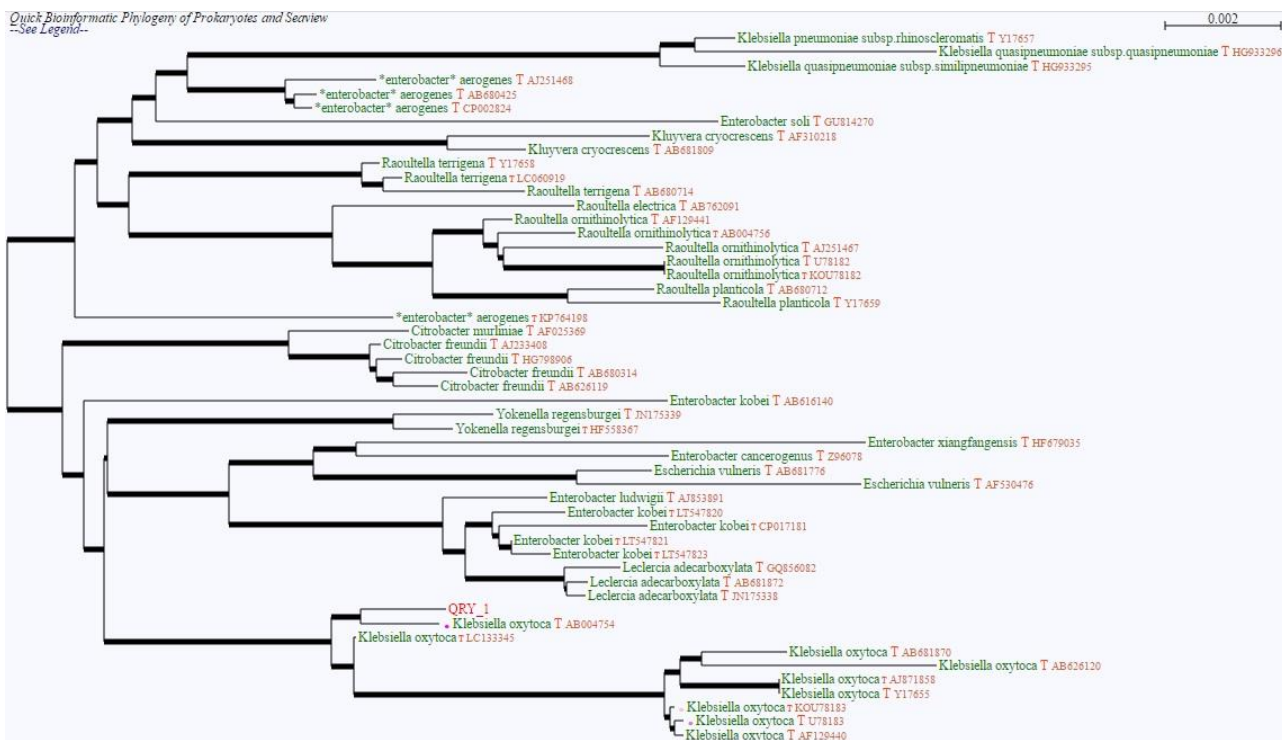 Quick Bioinformatic Phylogeny of Prokaryotes and Seaview
--See Legend--
0.002
Klebsiella pneumoniae subsp.rhinoscleromatis T Y17657
Klebsiella quasipneumoniae subsp.quasipneumoniae T HG933296
Klebsiella quasipneumoniae subsp.similipneumoniae T HG933295
*enterobacter* aerogenes T AJ251468
*enterobacter* aerogenes T AB680425
*enterobacter* aerogenes T CP002824
Enterobacter soli T GU814270
Kluyvera cryocrescens T AF310218
Kluyvera cryocrescens T AB681809
Raoultella terrigena T Y17658
Raoultella terrigena T LC060919
Raoultella terrigena T AB680714
Raoultella electrica T AB762091
Raoultella ornithinolytica T AF129441
Raoultella ornithinolytica T AB004756
Raoultella ornithinolytica T AJ251467
Raoultella ornithinolytica T U78182
Raoultella ornithinolytica T KOU78182
Raoultella planticola T AB680712
Raoultella planticola T Y17659
*enterobacter* aerogenes T KP764198
Citrobacter murliniae T AF025369
Citrobacter freundii T AJ233408
Citrobacter freundii T HG798906
Citrobacter freundii T AB680314
Citrobacter freundii T AB626119
Enterobacter kobei T AB616140
Yokenella regensburgei T JN175339
Yokenella regensburgei T HF558367
Enterobacter xiangfangensis T HF679035
Enterobacter cancerogenus T Z96078
Escherichia vulneris T AB681776
Escherichia vulneris T AF530476
Enterobacter ludwigii T AJ853891
Enterobacter kobei T LT547820
Enterobacter kobei T CP017181
Enterobacter kobei T LT547821
Enterobacter kobei T LT547823
Leclercia adecarboxylata T GQ856082
Leclercia adecarboxylata T AB681872
Leclercia adecarboxylata T JN175338
QRY_1
Klebsiella oxytoca T AB004754
Klebsiella oxytoca T LC133345
Klebsiella oxytoca T AB681870
Klebsiella oxytoca T AB626120
Klebsiella oxytoca T AJ871858
Klebsiella oxytoca T Y17655
Klebsiella oxytoca T KOU78183
Klebsiella oxytoca T U78183
Klebsiella oxytoca T AF129440